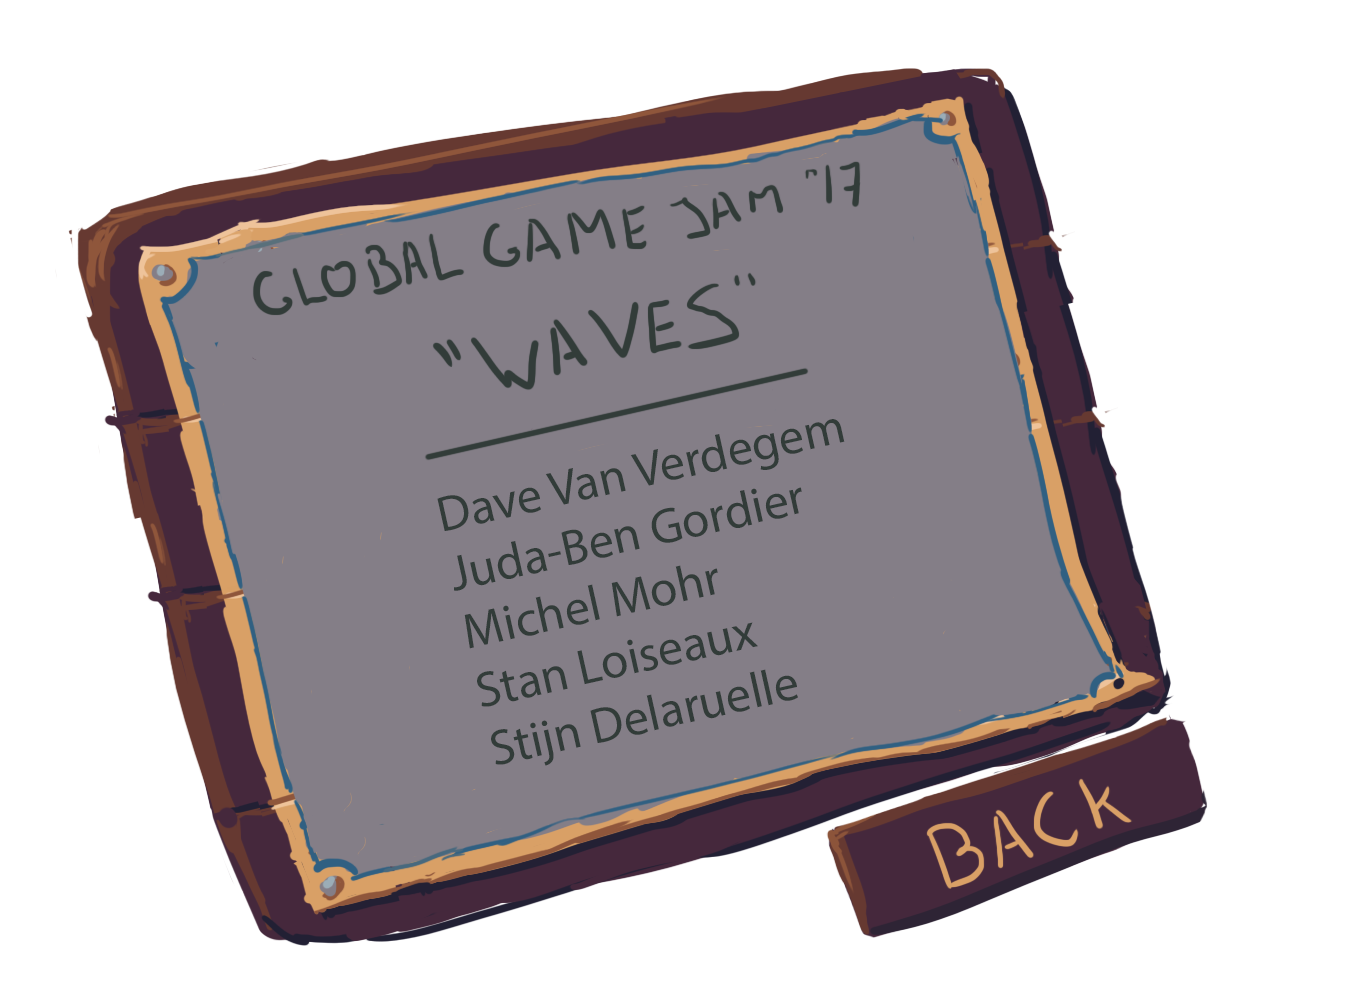 GLOBAL GAME JAM "17
"WAVES"
Dave Van Verdegem
Juda-Ben Gordier
Michel Mohr
Stan Loiseaux
Stijn Delaruelle
BACK